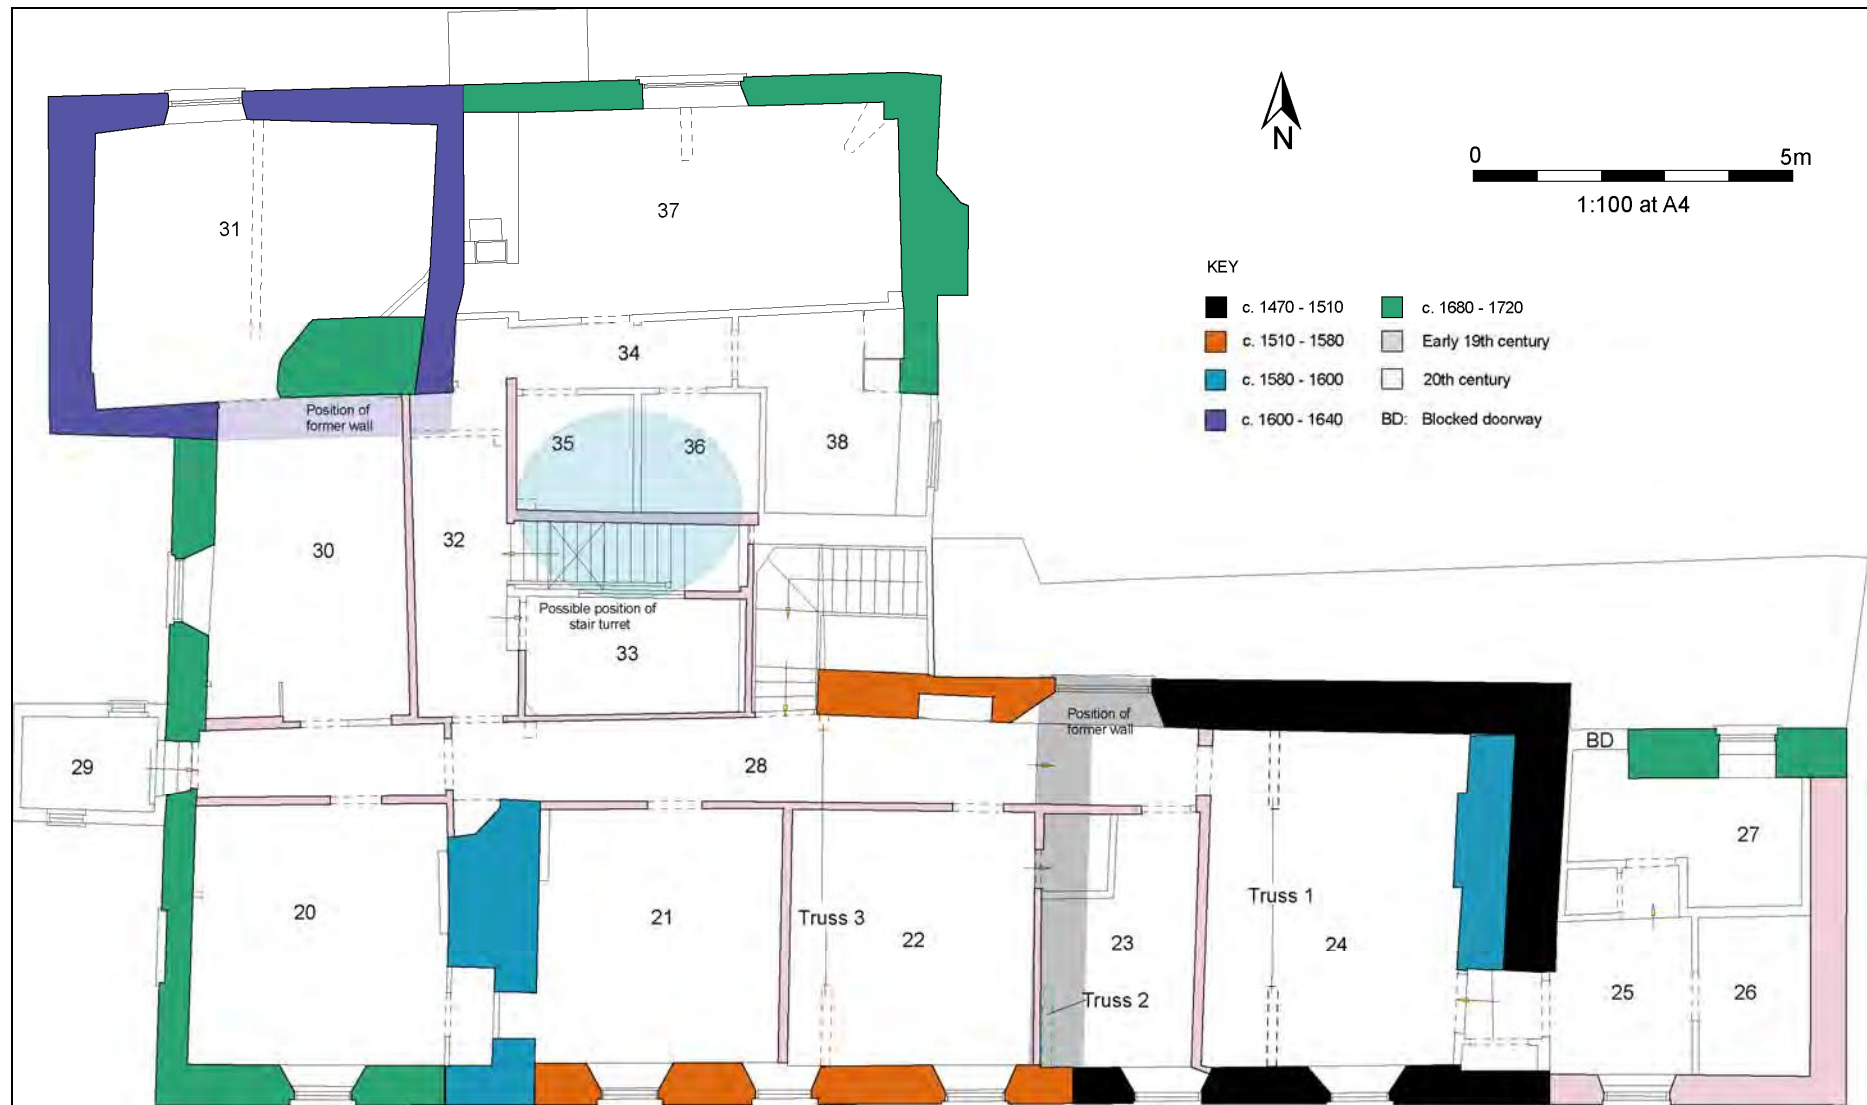 N
0 5m
1:100 at A4
KEY
c. 1470 - 1510
c. 1510 - 1580
c. 1580 - 1600
c. 1600 - 1640
c. 1680 - 1720
Early 19th century
20th century
BD: Blocked doorway
31
37
34
Position of
former wall
35
36
38
30
32
Possible position of
stair turret
33
Position of
former wall
29
28
BD
27
20
21
Truss 3
22
23
Truss 1
24
Truss 2
25
26